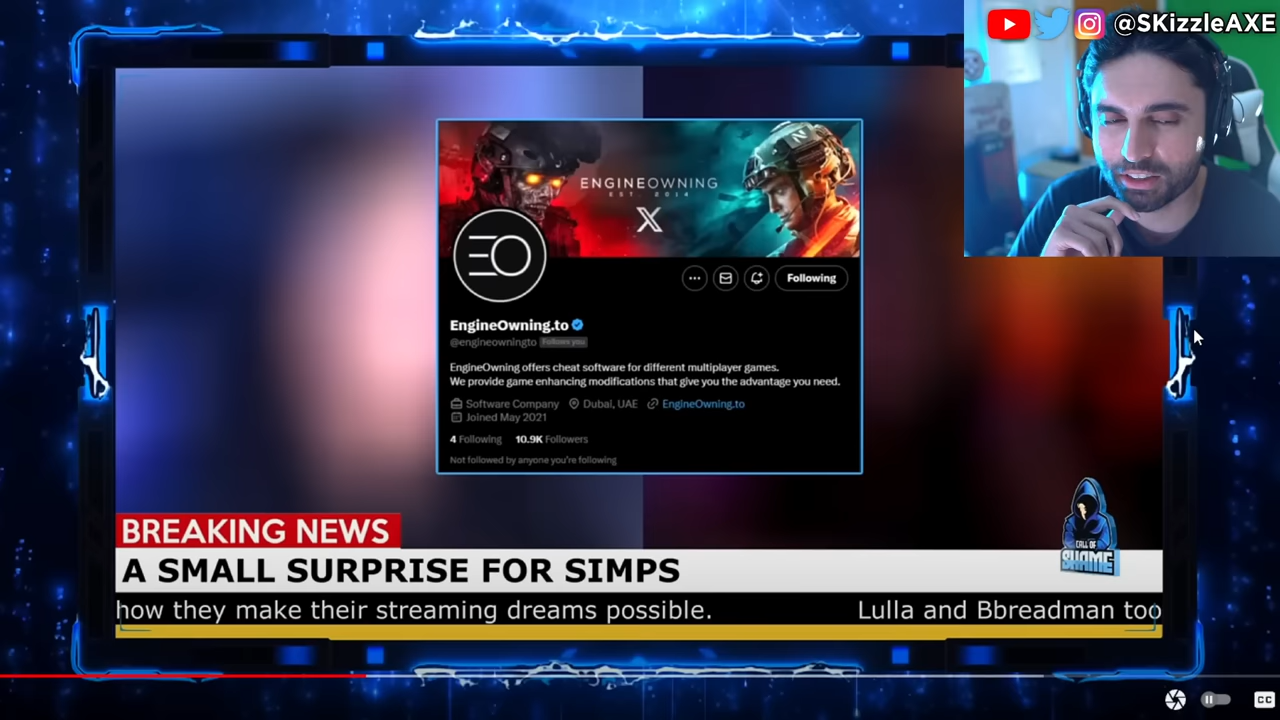 @SKizzleAXE
ENGINEOWNING
EST. 2014
X
EO
Following
EngineOwning.to
@engineowningto Follows you
EngineOwning offers cheat software for different multiplayer games.
We provide game enhancing modifications that give you the advantage you need.
Software Company Dubai, UAE EngineOwning.to
Joined May 2021
4 Following 10.9K Followers
Not followed by anyone you're following
BREAKING NEWS
A SMALL SURPRISE FOR SIMPS
CALL OF
SHAME
how they make their streaming dreams possible. Lulla and Bbreadman too
CC